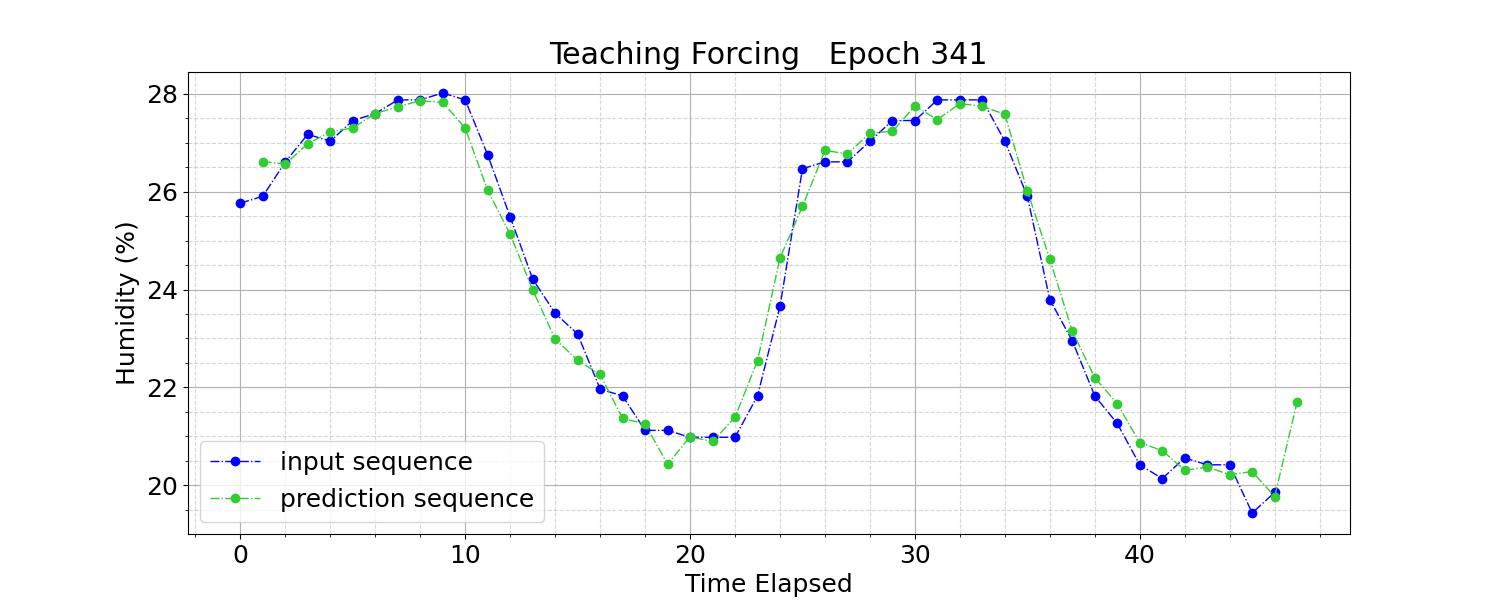 Teaching Forcing   Epoch 341
Humidity (%)
28
26
24
22
20
input sequence
prediction sequence
0 10 20 30 40
Time Elapsed